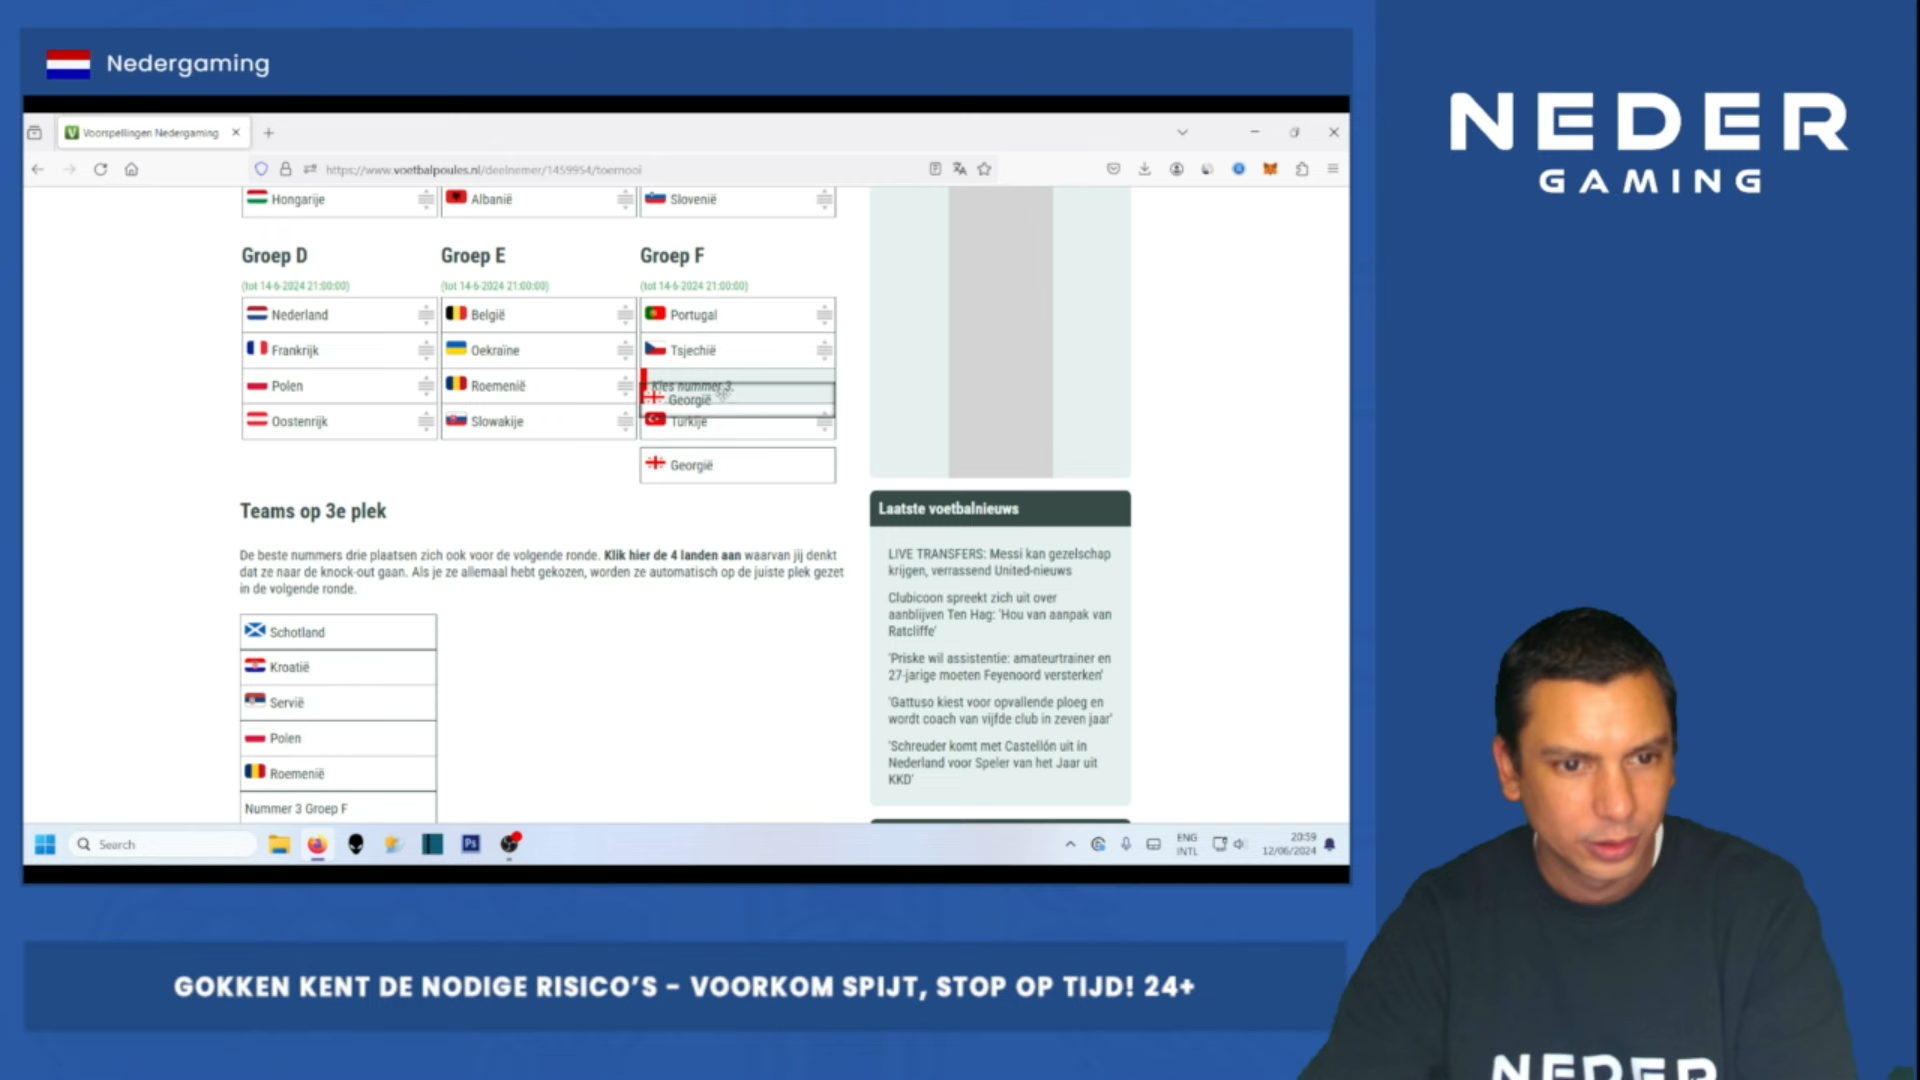 Nedergaming
NEDER
GAMING
Voorspellingen Nedergaming
https://www.voetbalpoules.nl/deelnemer/1459954/toernooi
Hongarije
Albanië
Slovenië
Groep D
Groep E
Groep F
(tot 14-6-2024 21:00:00)
(tot 14-6-2024 21:00:00)
(tot 14-6-2024 21:00:00)
Nederland
België
Portugal
Frankrijk
Oekraïne
Tsjechië
Polen
Roemenië
Kies nummer 3.
Georgië
Oostenrijk
Slowakije
Turkije
Georgië
Teams op 3e plek
De beste nummers drie plaatsen zich ook voor de volgende ronde. Klik hier de 4 landen aan waarvan jij denkt
dat ze naar de knock-out gaan. Als je ze allemaal hebt gekozen, worden ze automatisch op de juiste plek gezet
in de volgende ronde.
Schotland
Kroatië
Servië
Polen
Roemenië
Nummer 3 Groep F
Laatste voetbalnieuws
LIVE TRANSFERS: Messi kan gezelschap
krijgen, verrassend United-nieuws
Clubicoon spreekt zich uit over
aanblijven Ten Hag: 'Hou van aanpak van
Ratcliffe'
'Priske wil assistentie: amateurtrainer en
27-jarige moeten Feyenoord versterken'
'Gattuso kiest voor opvallende ploeg en
wordt coach van vijfde club in zeven jaar'
'Schreuder komt met Castellón uit in
Nederland voor Speler van het Jaar uit
KKD'
Search
Ps
ENG
INTL
20:59
12/06/2024
GOKKEN KENT DE NODIGE RISICO'S - VOORKOM SPIJT, STOP OP TIJD! 24+
NEDER